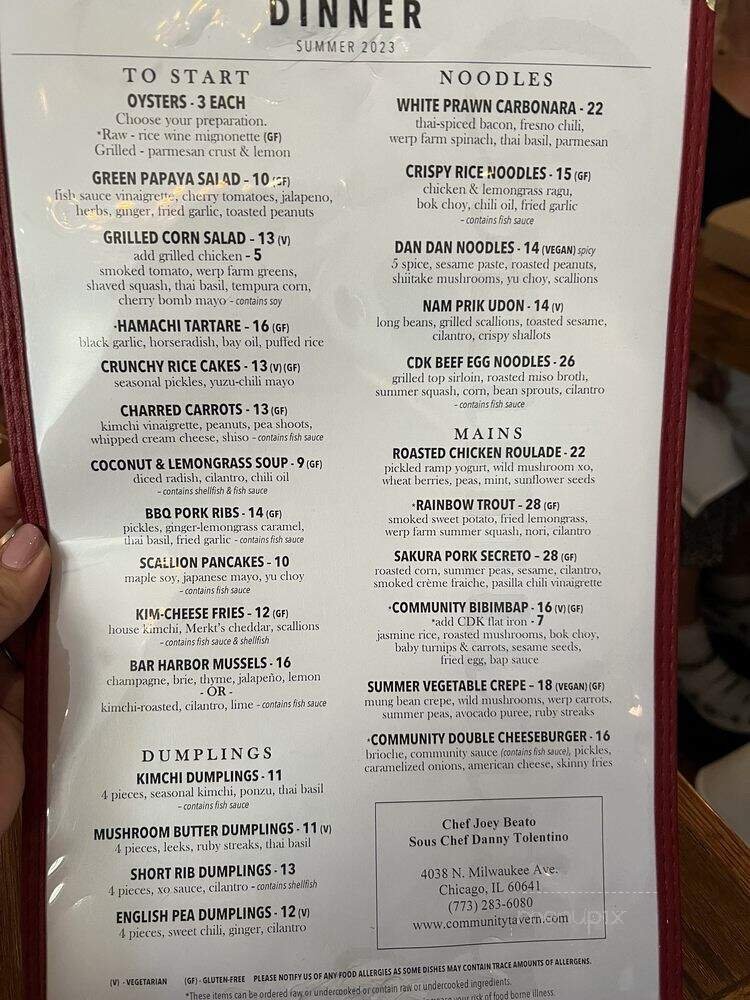 DINNER
SUMMER 2023
TO START
OYSTERS - 3 EACH
Choose your preparation.
*Raw - rice wine mignonette (GF)
Grilled - parmesan crust & lemon
GREEN PAPAYA SALAD - 10 (GF)
fish sauce vinaigrette, cherry tomatoes, jalapeno,
herbs, ginger, fried garlic, toasted peanuts
GRILLED CORN SALAD - 13 (V)
add grilled chicken - 5
smoked tomato, werp farm greens,
shaved squash, thai basil, tempura corn,
cherry bomb mayo - contains soy
*HAMACHI TARTARE - 16 (GF)
black garlic, horseradish, bay oil, puffed rice
CRUNCHY RICE CAKES - 13 (V) (GF)
seasonal pickles, yuzu-chili mayo
CHARRED CARROTS - 13 (GF)
kimchi vinaigrette, peanuts, pea shoots,
whipped cream cheese, shiso - contains fish sauce
COCONUT & LEMONGRASS SOUP - 9 (GF)
diced radish, cilantro, chili oil
- contains shellfish & fish sauce
BBQ PORK RIBS - 14 (GF)
pickles, ginger-lemongrass caramel,
thai basil, fried garlic - contains fish sauce
SCALLION PANCAKES - 10
maple soy, japanese mayo, yu choy
- contains fish sauce
KIM-CHEESE FRIES - 12 (GF)
house kimchi, Merkt's cheddar, scallions
- contains fish sauce & shellfish
BAR HARBOR MUSSELS - 16
champagne, brie, thyme, jalapeño, lemon
- OR -
kimchi-roasted, cilantro, lime - contains fish sauce
DUMPLINGS
KIMCHI DUMPLINGS - 11
4 pieces, seasonal kimchi, ponzu, thai basil
- contains fish sauce
MUSHROOM BUTTER DUMPLINGS - 11 (V)
4 pieces, leeks, ruby streaks, thai basil
SHORT RIB DUMPLINGS - 13
4 pieces, xo sauce, cilantro - contains shellfish
ENGLISH PEA DUMPLINGS - 12 (V)
4 pieces, sweet chili, ginger, cilantro
NOODLES
WHITE PRAWN CARBONARA - 22
thai-spiced bacon, fresno chili,
werp farm spinach, thai basil, parmesan
CRISPY RICE NOODLES - 15 (GF)
chicken & lemongrass ragu,
bok choy, chili oil, fried garlic
- contains fish sauce
DAN DAN NOODLES - 14 (VEGAN) spicy
5 spice, sesame paste, roasted peanuts,
shiitake mushrooms, yu choy, scallions
NAM PRIK UDON - 14 (V)
long beans, grilled scallions, toasted sesame,
cilantro, crispy shallots
CDK BEEF EGG NOODLES - 26
grilled top sirloin, roasted miso broth,
summer squash, corn, bean sprouts, cilantro
- contains fish sauce
MAINS
ROASTED CHICKEN ROULADE - 22
pickled ramp yogurt, wild mushroom xo,
wheat berries, peas, mint, sunflower seeds
*RAINBOW TROUT - 28 (GF)
smoked sweet potato, fried lemongrass,
werp farm summer squash, nori, cilantro
SAKURA PORK SECRETO - 28 (GF)
roasted corn, summer peas, sesame, cilantro,
smoked crème fraiche, pasilla chili vinaigrette
*COMMUNITY BIBIMBAP - 16 (V) (GF)
*add CDK flat iron - 7
jasmine rice, roasted mushrooms, bok choy,
baby turnips & carrots, sesame seeds,
fried egg, bap sauce
SUMMER VEGETABLE CREPE - 18 (VEGAN) (GF)
mung bean crepe, wild mushrooms, werp carrots,
summer peas, avocado puree, ruby streaks
*COMMUNITY DOUBLE CHEESEBURGER - 16
brioche, community sauce (contains fish sauce), pickles,
caramelized onions, american cheese, skinny fries
Chef Joey Beato
Sous Chef Danny Tolentino
4038 N. Milwaukee Ave.
Chicago, IL 60641
(773) 283-6080
www.communitytavern.com
(V) - VEGETARIAN (GF) - GLUTEN-FREE PLEASE NOTIFY US OF ANY FOOD ALLERGIES AS SOME DISHES MAY CONTAIN TRACE AMOUNTS OF ALLERGENS.
*These items can be ordered raw or undercooked or contain raw or undercooked ingredients.
your risk of food borne illness.